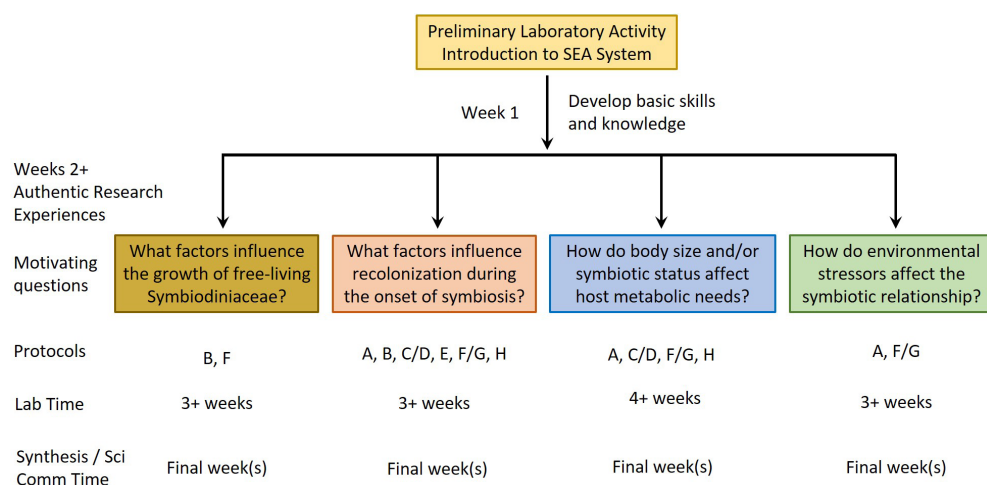 Preliminary Laboratory Activity
Introduction to SEA System
Week 1
Develop basic skills
and knowledge
Weeks 2+
Authentic Research
Experiences
Motivating
questions
What factors influence
the growth of free-living
Symbiodiniaceae?
What factors influence
recolonization during
the onset of symbiosis?
How do body size and/or
symbiotic status affect
host metabolic needs?
How do environmental
stressors affect the
symbiotic relationship?
Protocols
B, F
A, B, C/D, E, F/G, H
A, C/D, F/G, H
A, F/G
Lab Time
3+ weeks
3+ weeks
4+ weeks
3+ weeks
Synthesis / Sci
Comm Time
Final week(s)
Final week(s)
Final week(s)
Final week(s)